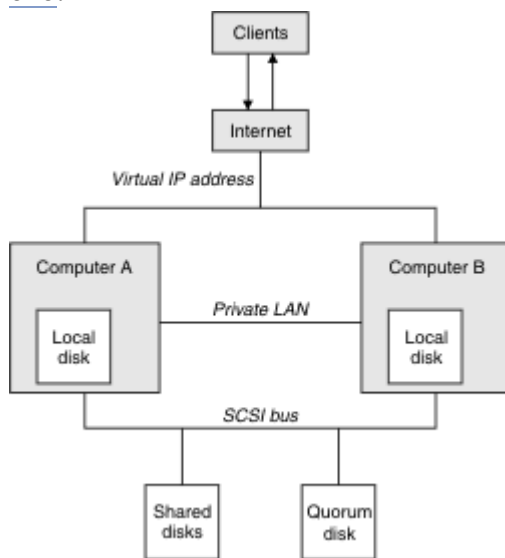 Clients
Internet
Virtual IP address
Computer A
Computer B
Private LAN
Local
disk
Local
disk
SCSI bus
Shared
disks
Quorum
disk